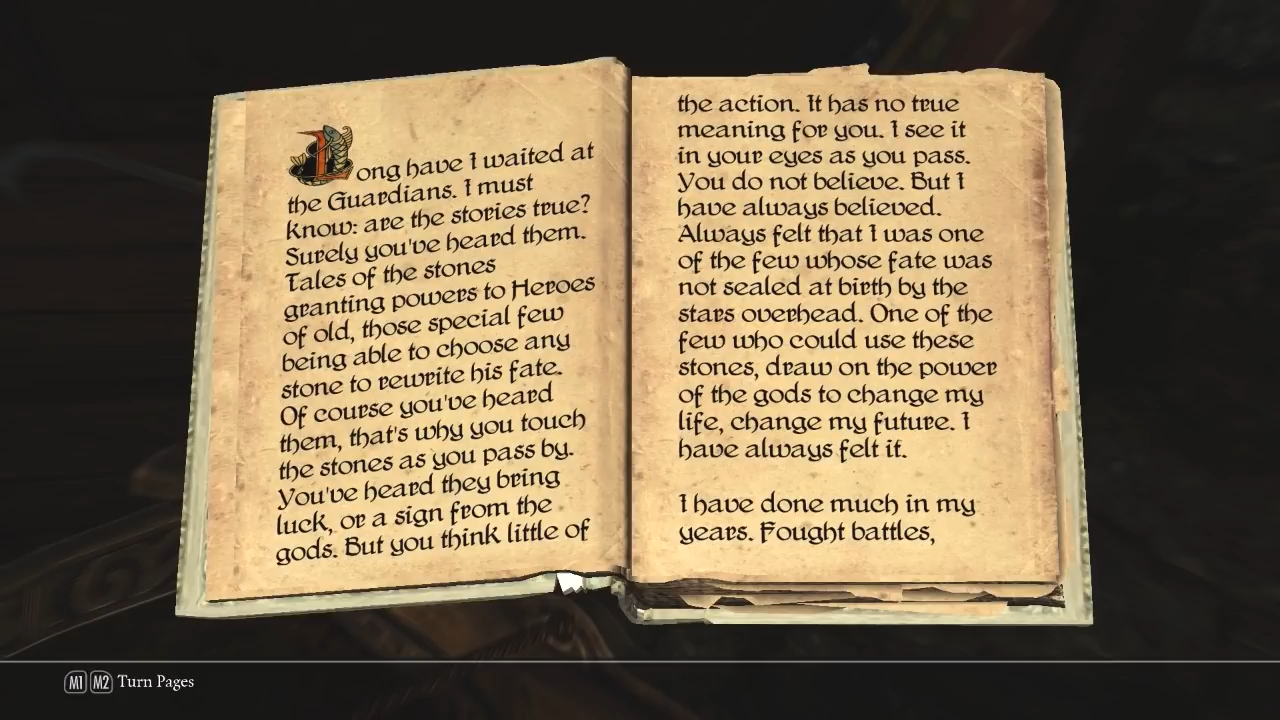 Long have I waited at
the Guardians. I must
know: are the stories true?
Surely you've heard them.
Tales of the stones
granting powers to Heroes
of old, those special few
being able to choose any
stone to rewrite his fate.
Of course you've heard
them, that's why you touch
the stones as you pass by.
You've heard they bring
luck, or a sign from the
gods. But you think little of
the action. It has no true
meaning for you. I see it
in your eyes as you pass.
You do not believe. But I
have always believed.
Always felt that I was one
of the few whose fate was
not sealed at birth by the
stars overhead. One of the
few who could use these
stones, draw on the power
of the gods to change my
life, change my future. I
have always felt it.
I have done much in my
years. Fought battles,
M1 M2 Turn Pages